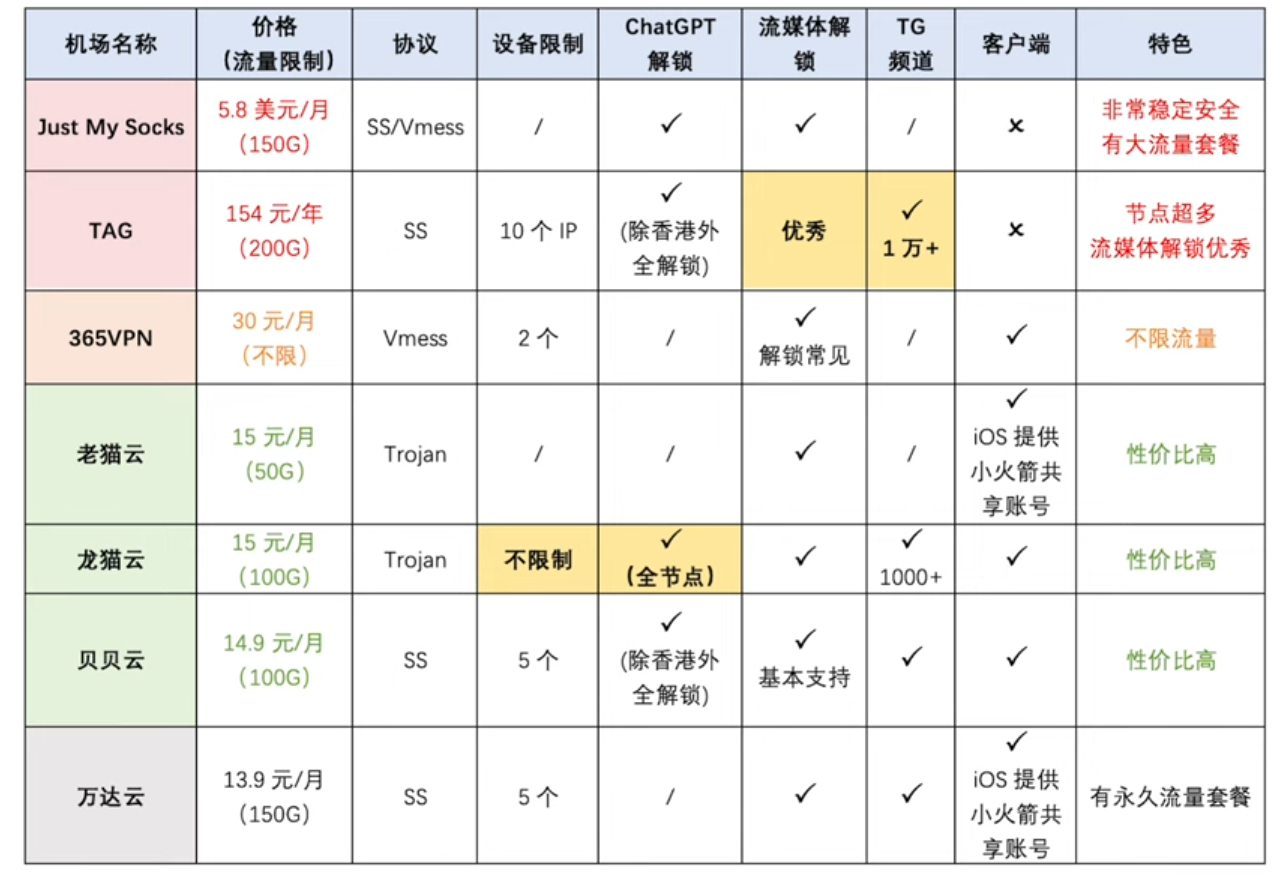 机场名称
价格
（流量限制）
协议
设备限制
ChatGPT
解锁
流媒体解
锁
TG
频道
客户端
特色
Just My Socks
5.8 美元/月
（150G）
SS/Vmess
/
✓
✓
/
×
非常稳定安全
有大流量套餐
TAG
154 元/年
（200G）
SS
10 个 IP
✓
(除香港外
全解锁)
优秀
✓
1 万+
×
节点超多
流媒体解锁优秀
365VPN
30 元/月
（不限）
Vmess
2 个
/
✓
解锁常见
/
✓
不限流量
老猫云
15 元/月
（50G）
Trojan
/
/
✓
/
✓
iOS 提供
小火箭共
享账号
性价比高
龙猫云
15 元/月
（100G）
Trojan
不限制
✓
（全节点）
✓
✓
1000+
✓
性价比高
贝贝云
14.9 元/月
（100G）
SS
5 个
✓
(除香港外
全解锁)
✓
基本支持
✓
✓
性价比高
万达云
13.9 元/月
（150G）
SS
5 个
/
✓
✓
✓
iOS 提供
小火箭共
享账号
有永久流量套餐